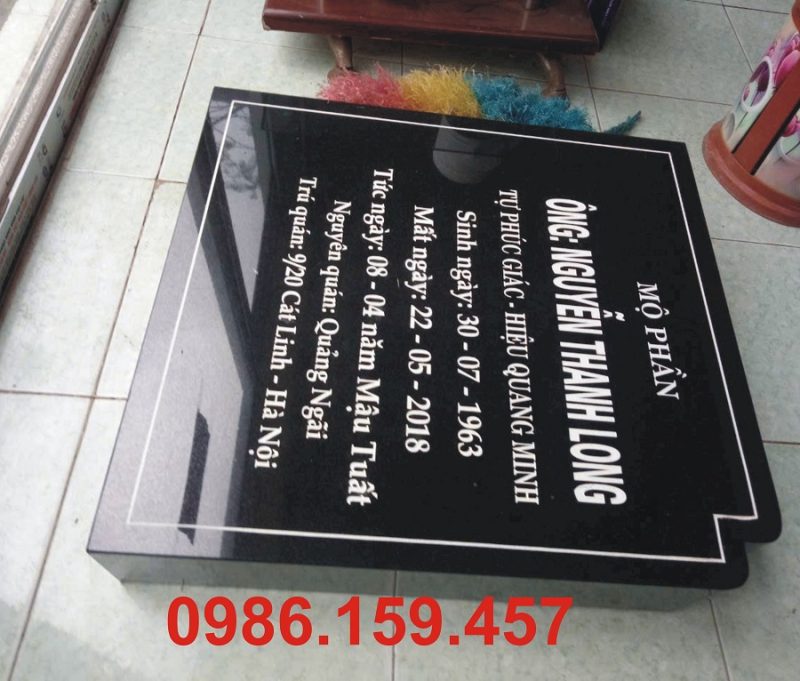 MỘ PHẦN
ÔNG: NGUYỄN THÀNH LONG
TỰ PHÚC GIÁC - HIỆU QUANG MINH
Sinh ngày: 30 - 07 - 1963
Mất ngày: 22 - 05 - 2018
Tức ngày: 08 - 04 năm Mậu Tuất
Nguyên quán: Quảng Ngãi
Trú quán: 9/20 Cát Linh - Hà Nội
0986.159.457